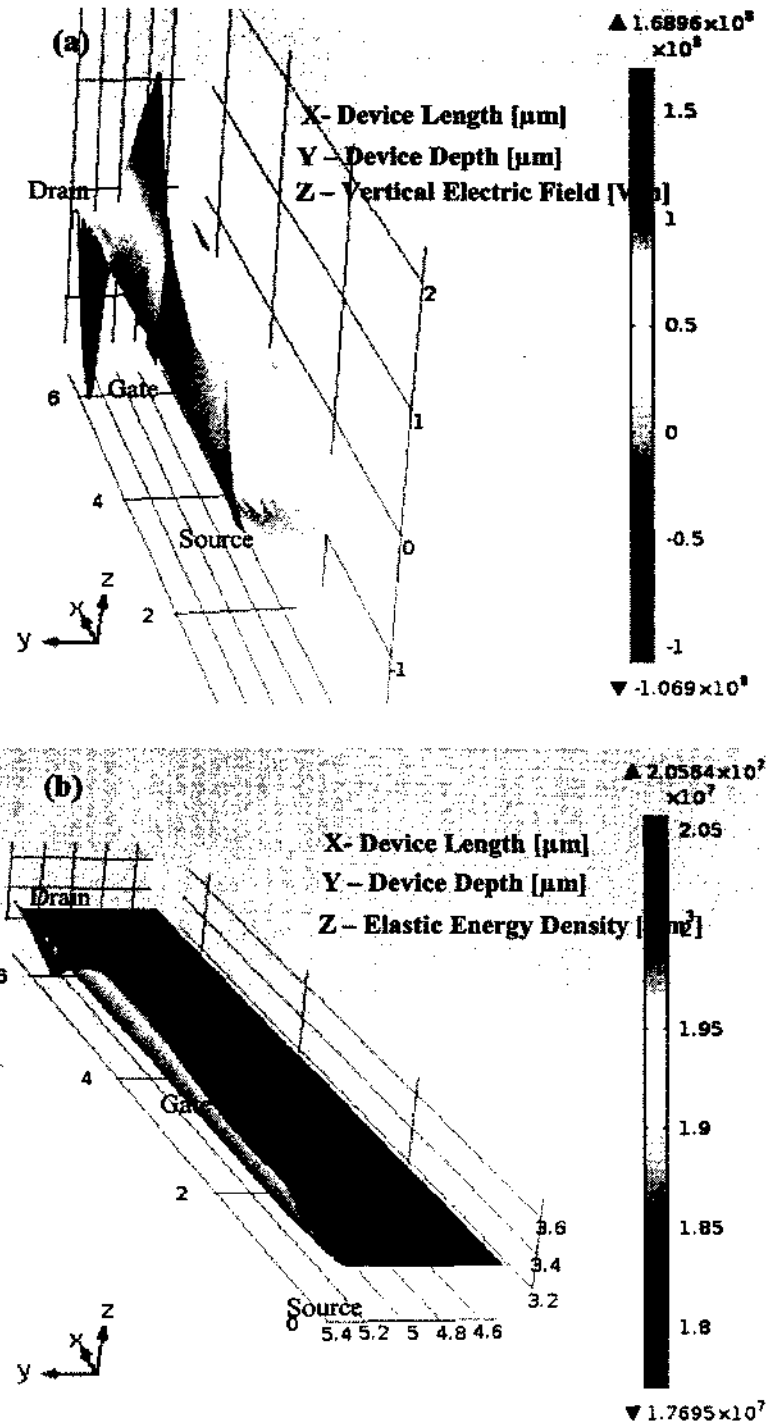 (a)
▲ 1.6896×10⁸
×10⁸
X- Device Length [μm]
Y – Device Depth [μm]
Z – Vertical Electric Field
Drain
Gate
Source
6
4
2
2
1
0
-1
z
x
y
1.5
1
0.5
0
-0.5
-1
▼ -1.069×10⁸
(b)
▲ 2.0584×10⁷
×10⁷
X- Device Length [μm]
Y – Device Depth [μm]
Z – Elastic Energy Density
Drain
Source
6
4
2
0
5.4 5.2 5 4.8 4.6
3.6
3.4
3.2
z
x
y
2.05
1.95
1.9
1.85
1.8
▼ 1.7695×10⁷